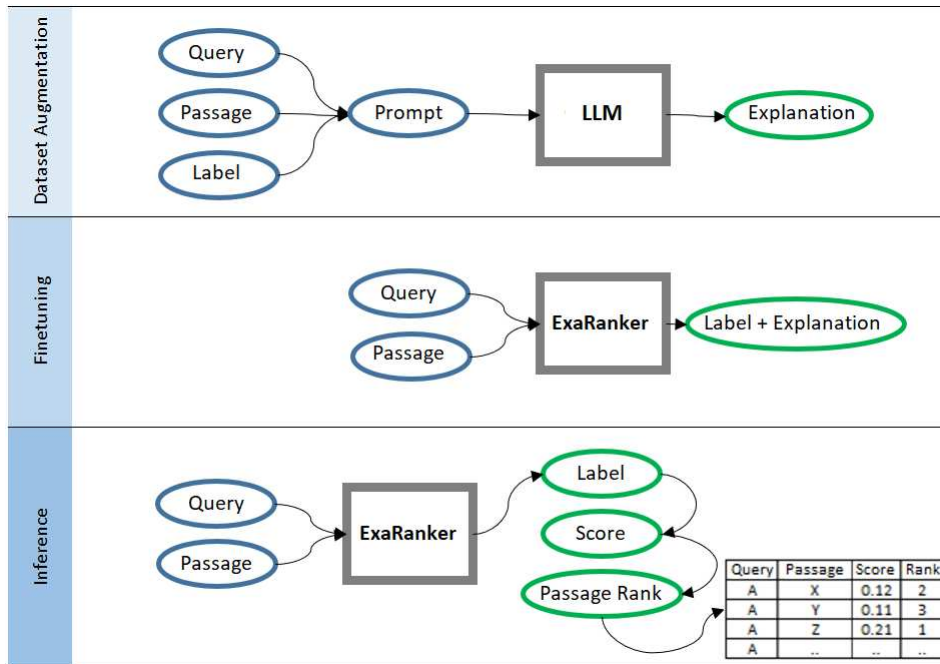 Dataset Augmentation
Query
Passage
Label
Prompt
LLM
Explanation
Finetuning
Query
Passage
ExaRanker
Label + Explanation
Inference
Query
Passage
ExaRanker
Label
Score
Passage Rank
Query Passage Score Rank
A X 0.12 2
A Y 0.11 3
A Z 0.21 1
A .. .. ..